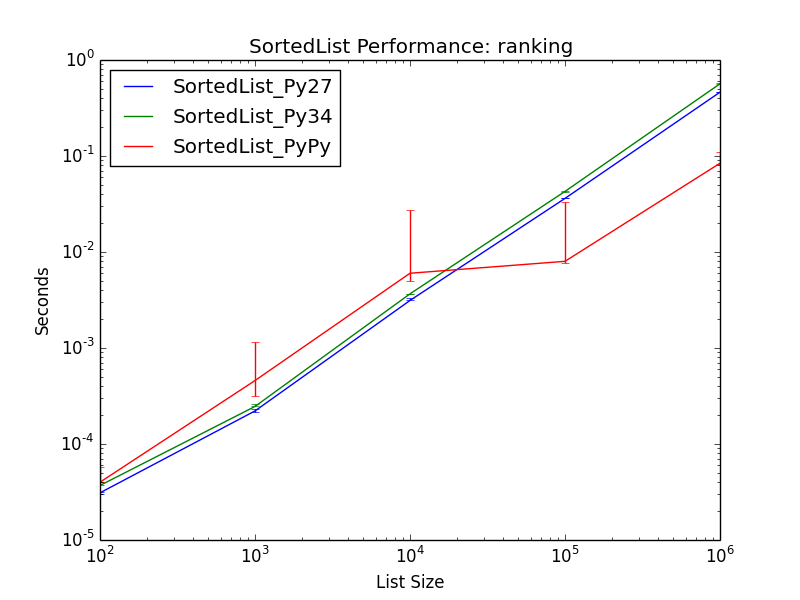 SortedList Performance: ranking
10^0
SortedList_Py27
SortedList_Py34
SortedList_PyPy
10^-1
10^-2
Seconds
10^-3
10^-4
10^-5
10^2 10^3 10^4 10^5 10^6
List Size